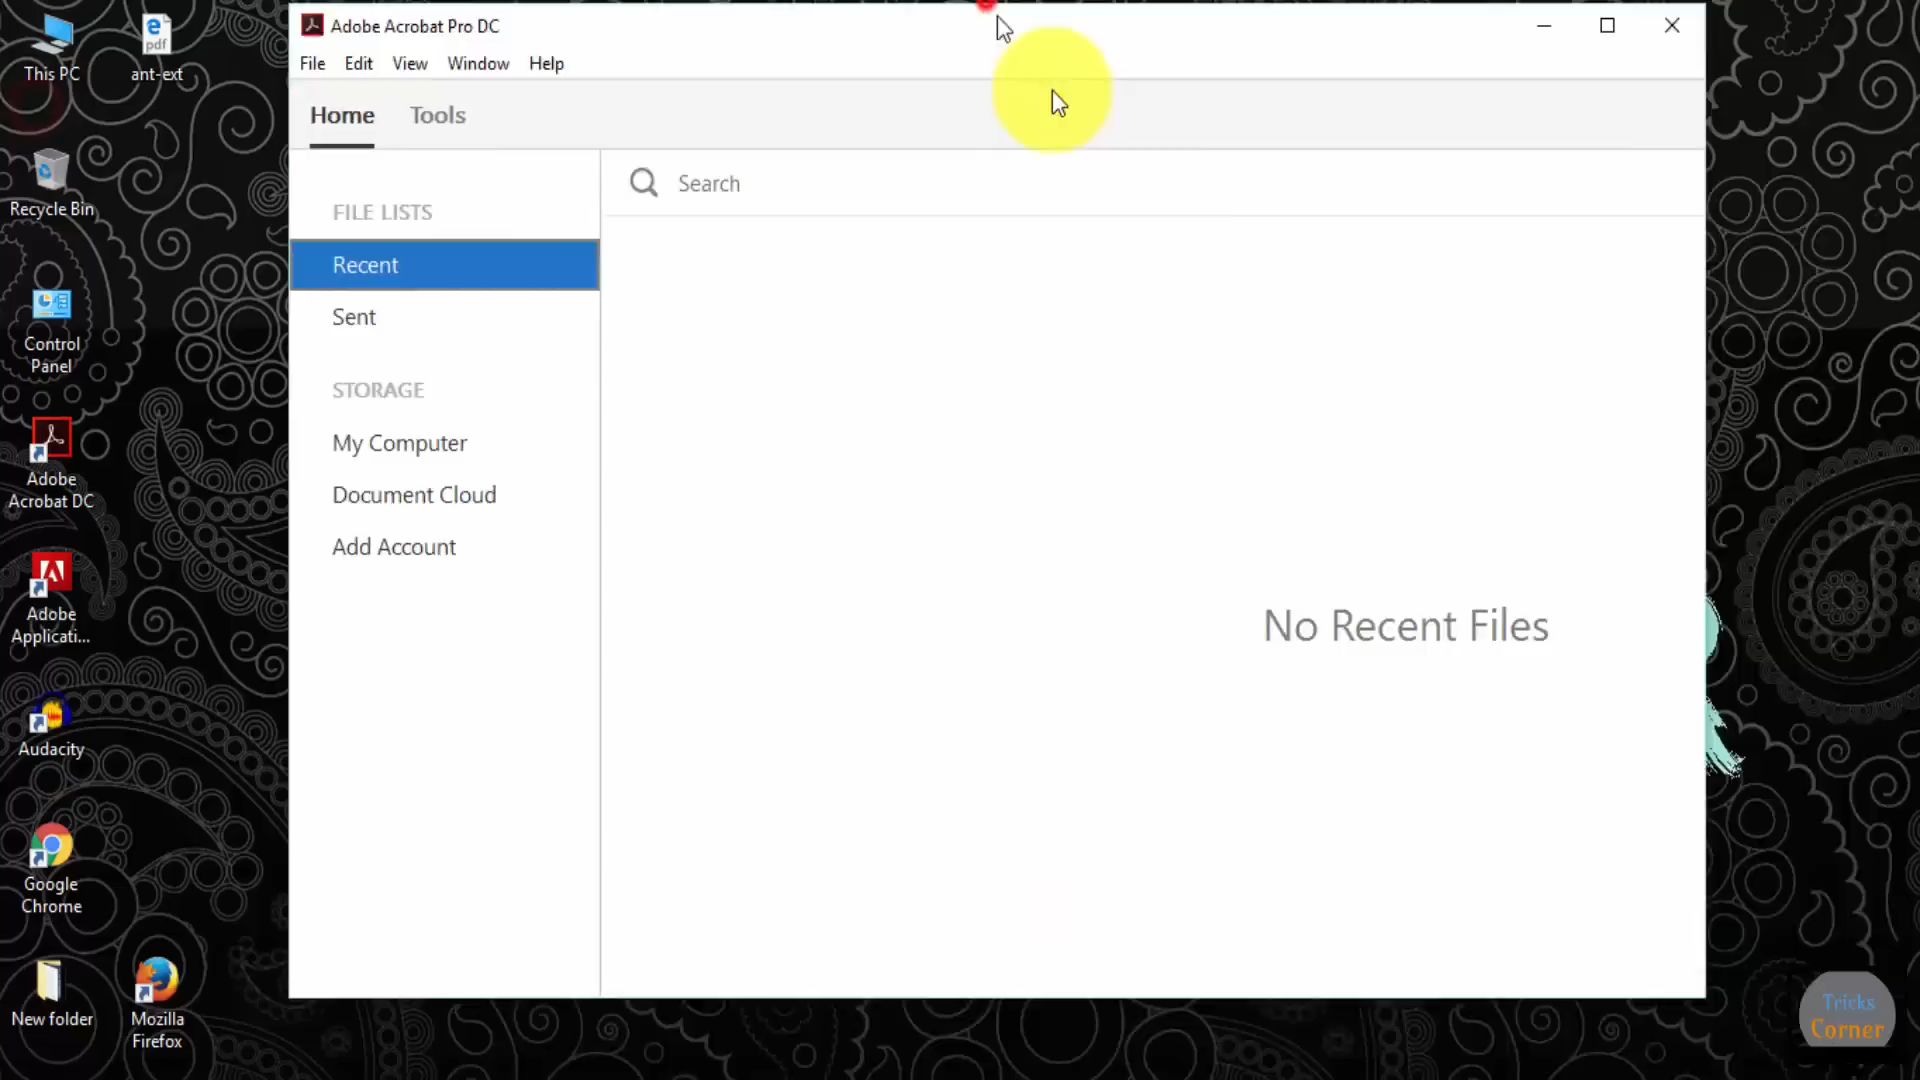 Adobe Acrobat Pro DC
File Edit View Window Help
Home Tools
Search
FILE LISTS
Recent
Sent
STORAGE
My Computer
Document Cloud
Add Account
No Recent Files
This PC
pdf
ant-ext
Recycle Bin
Control
Panel
Adobe
Acrobat DC
Adobe
Applicati...
Audacity
Google
Chrome
New folder
Mozilla
Firefox
Tricks
Corner